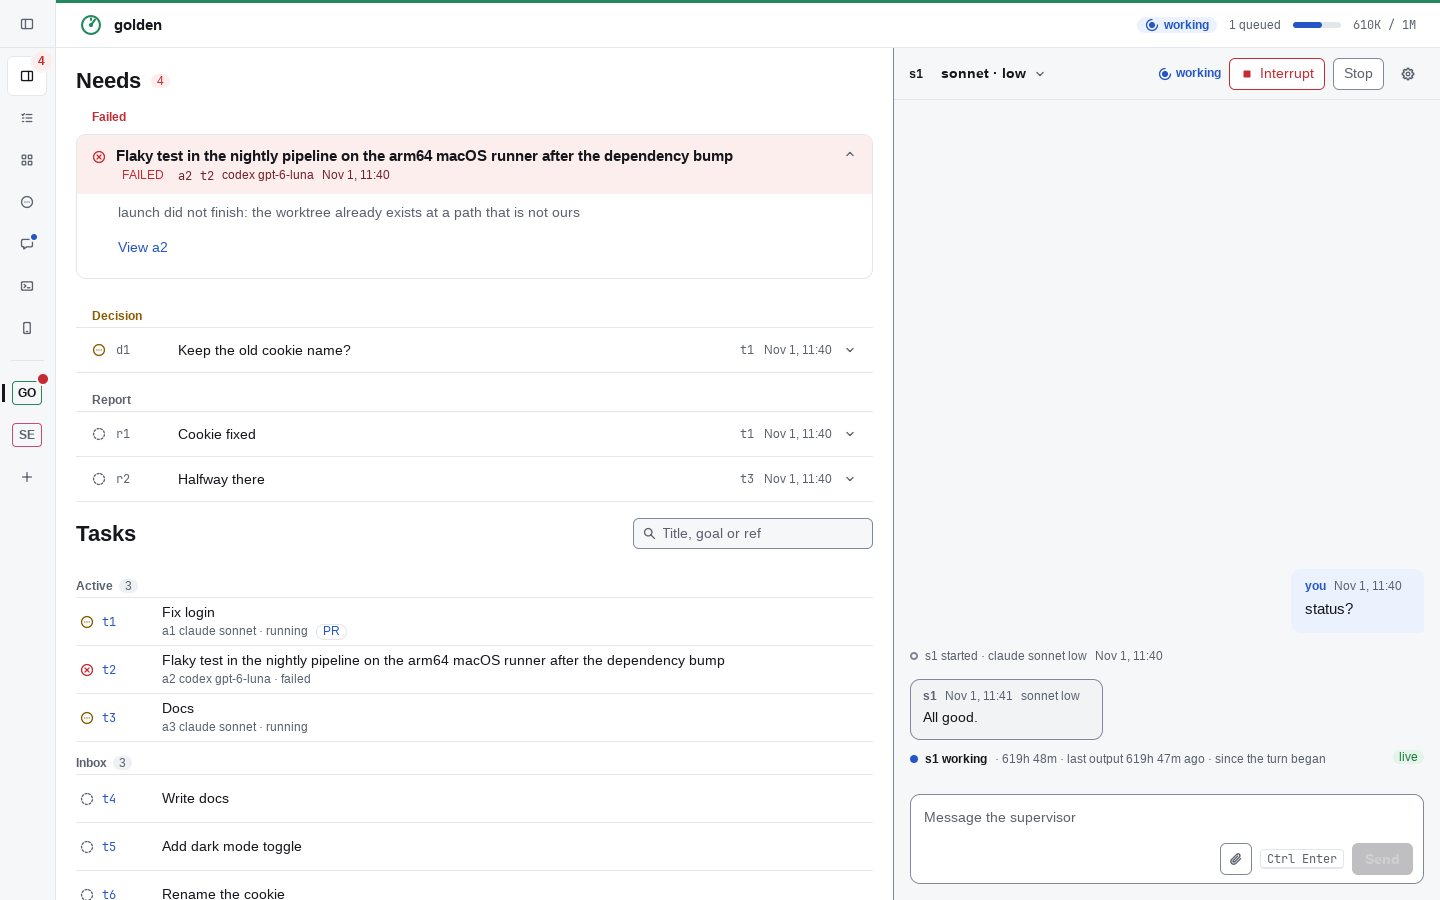 golden
working
1 queued
610K / 1M
4
GO
SE
Needs 4
Failed
Flaky test in the nightly pipeline on the arm64 macOS runner after the dependency bump
FAILED a2 t2 codex gpt-6-luna Nov 1, 11:40
launch did not finish: the worktree already exists at a path that is not ours
View a2
Decision
d1 Keep the old cookie name? t1 Nov 1, 11:40
Report
r1 Cookie fixed t1 Nov 1, 11:40
r2 Halfway there t3 Nov 1, 11:40
Tasks
Title, goal or ref
Active 3
t1 Fix login
a1 claude sonnet · running PR
t2 Flaky test in the nightly pipeline on the arm64 macOS runner after the dependency bump
a2 codex gpt-6-luna · failed
t3 Docs
a3 claude sonnet · running
Inbox 3
t4 Write docs
t5 Add dark mode toggle
t6 Rename the cookie
s1 sonnet · low
working
Interrupt
Stop
you Nov 1, 11:40
status?
s1 started · claude sonnet low Nov 1, 11:40
s1 Nov 1, 11:41 sonnet low
All good.
s1 working · 619h 48m · last output 619h 47m ago · since the turn began
live
Message the supervisor
Ctrl Enter
Send